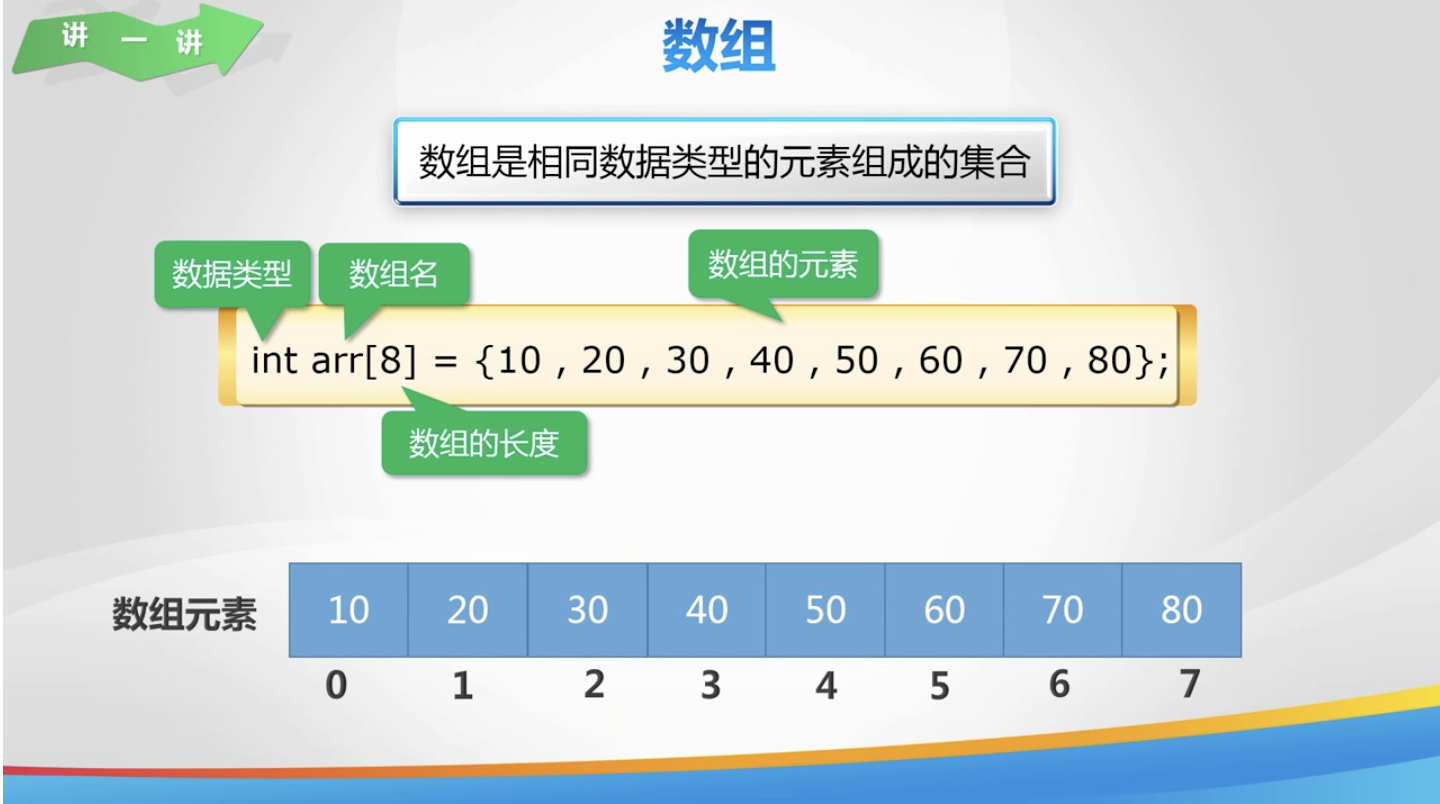 讲 一 讲
数组
数组是相同数据类型的元素组成的集合
数据类型
数组名
数组的元素
int arr[8] = {10 , 20 , 30 , 40 , 50 , 60 , 70 , 80};
数组的长度
数组元素 10 20 30 40 50 60 70 80
0 1 2 3 4 5 6 7